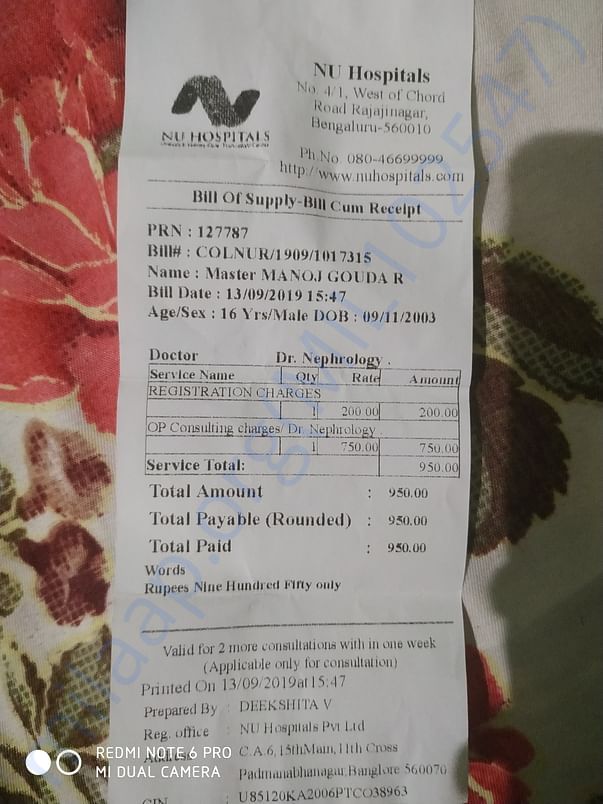 NU Hospitals
No. 4/1, West of Chord
Road Rajajinagar,
Bengaluru-560010
NU HOSPITALS
Ph.No. 080-46699999
http://www.nuhospitals.com
Bill Of Supply-Bill Cum Receipt
PRN : 127787
Bill# : COLNUR/1909/1017315
Name : Master MANOJ GOUDA R
Bill Date : 13/09/2019 15:47
Age/Sex : 16 Yrs/Male DOB : 09/11/2003
Doctor Dr. Nephrology .
Service Name Qty Rate Amount
REGISTRATION CHARGES
1 200.00 200.00
OP Consulting charges/ Dr Nephrology .
1 750.00 750.00
Service Total: 950.00
Total Amount : 950.00
Total Payable (Rounded) : 950.00
Total Paid : 950.00
Words
Rupees Nine Hundred Fifty only
Valid for 2 more consultations with in one week
(Applicable only for consultation)
Printed On 13/09/2019at15:47
Prepared By : DEEKSHITA V
Reg. office : NU Hospitals Pvt Ltd
C.A.6,15thMain,11th Cross
Padmanabhanagar,Banglore 560070
CIN U85120KA2006PTCO38963
REDMI NOTE 6 PRO
MI DUAL CAMERA